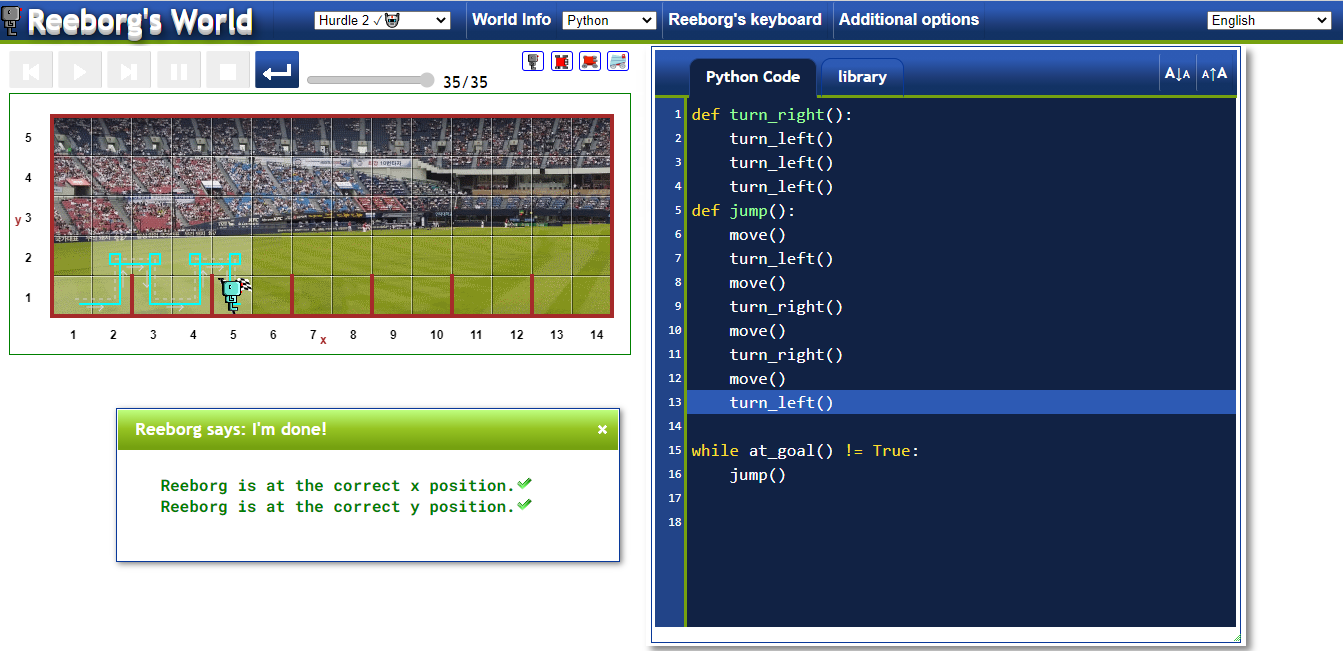 Reeborg's World
Hurdle 2 ✓
World Info
Python
Reeborg's keyboard
Additional options
English
35/35
5
4
y 3
2
1
1 2 3 4 5 6 7 8 9 10 11 12 13 14
x
Reeborg says: I'm done!
×
Reeborg is at the correct x position.
Reeborg is at the correct y position.
Python Code
library
A↓A A↑A
1 def turn_right():
2 turn_left()
3 turn_left()
4 turn_left()
5 def jump():
6 move()
7 turn_left()
8 move()
9 turn_right()
10 move()
11 turn_right()
12 move()
13 turn_left()
14
15 while at_goal() != True:
16 jump()
17
18